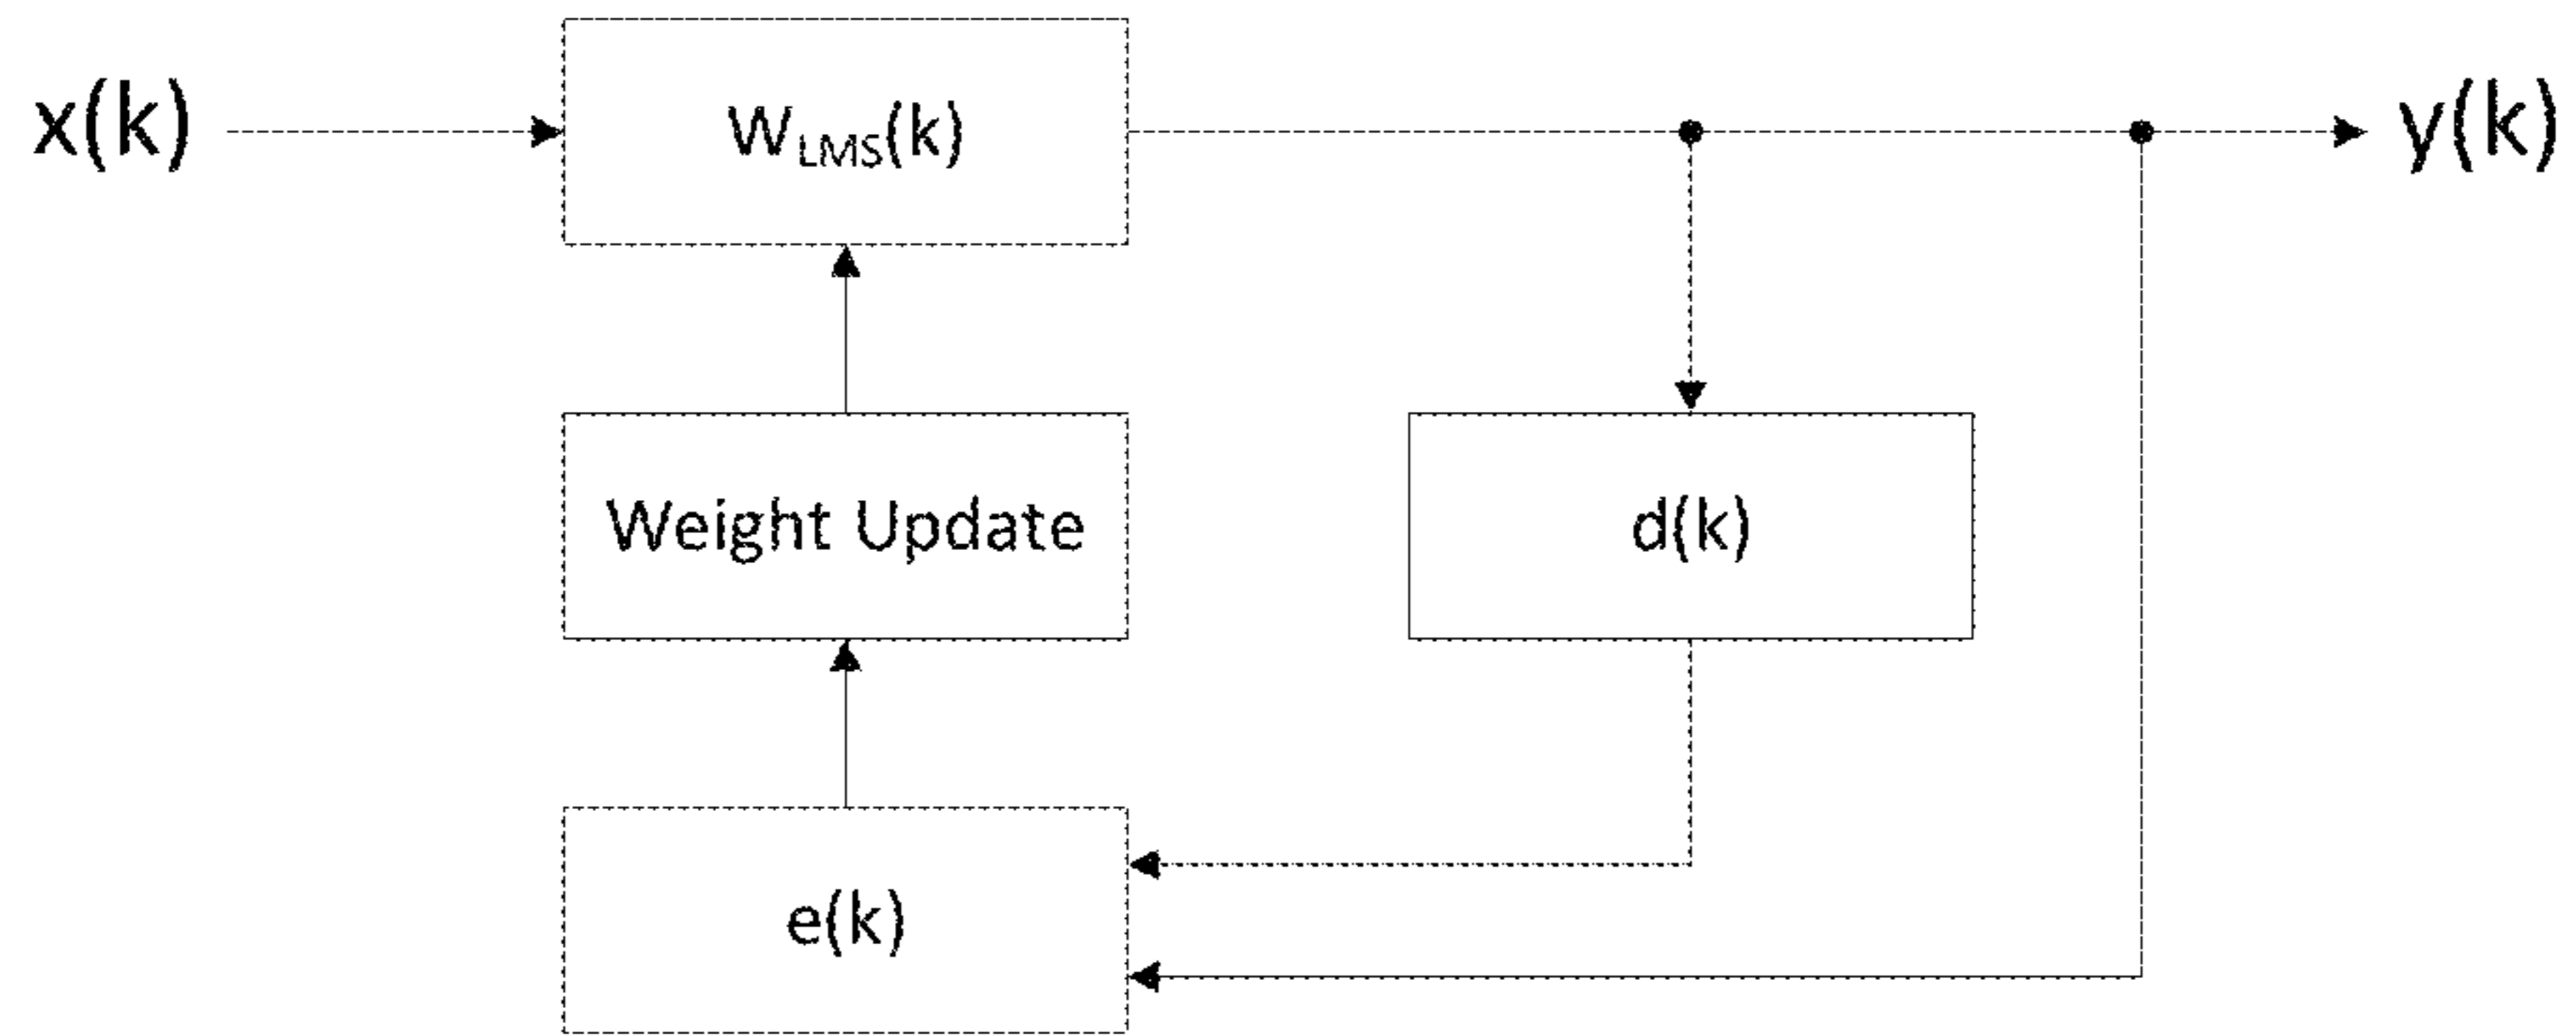 x(k)
W_LMS(k)
y(k)
Weight Update
d(k)
e(k)